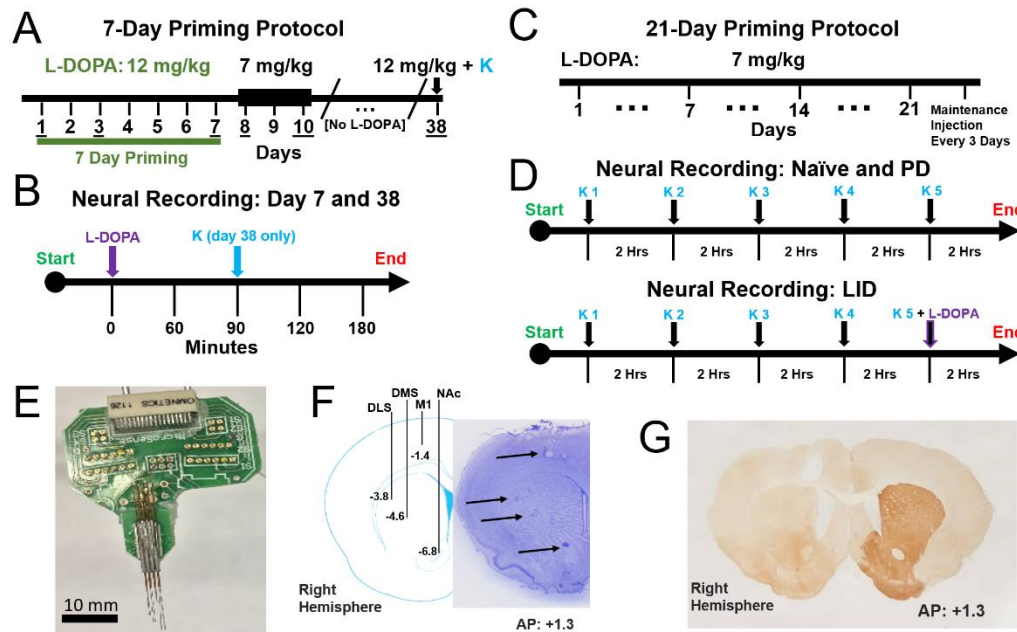 A
7-Day Priming Protocol
L-DOPA: 12 mg/kg 7 mg/kg 12 mg/kg + K
... [No L-DOPA]
1 2 3 4 5 6 7 8 9 10 38
7 Day Priming Days
B
Neural Recording: Day 7 and 38
L-DOPA K (day 38 only)
Start End
0 60 90 120 180
Minutes
C
21-Day Priming Protocol
L-DOPA: 7 mg/kg
1 ... 7 ... 14 ... 21
Days
Maintenance
Injection
Every 3 Days
D
Neural Recording: Naïve and PD
K 1 K 2 K 3 K 4 K 5
Start End
2 Hrs 2 Hrs 2 Hrs 2 Hrs 2 Hrs
Neural Recording: LID
K 1 K 2 K 3 K 4 K 5 + L-DOPA
Start End
2 Hrs 2 Hrs 2 Hrs 2 Hrs 2 Hrs
E
OMNETICS 1126
10 mm
F
DMS NAc
DLS M1
-1.4
-3.8
-4.6
-6.8
Right
Hemisphere
AP: +1.3
G
Right
Hemisphere
AP: +1.3